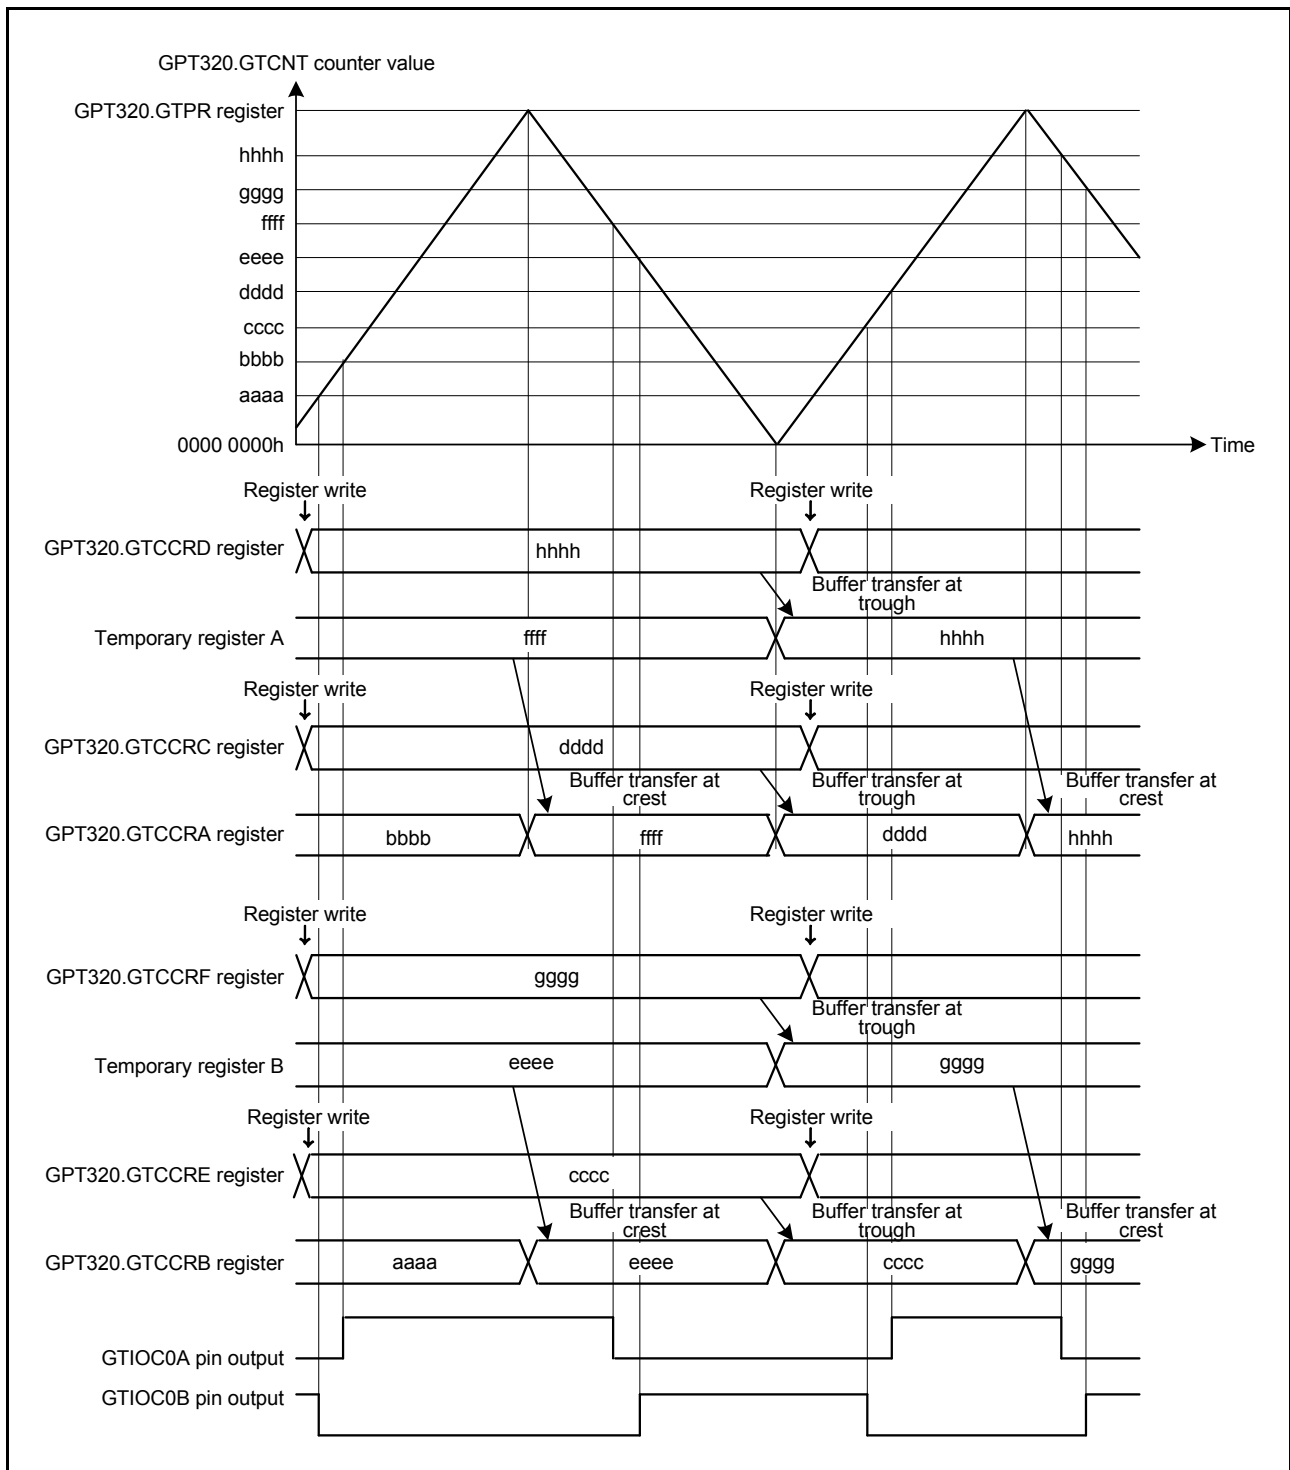 GPT320.GTCNT counter value
GPT320.GTPR register
hhhh
gggg
ffff
eeee
dddd
cccc
bbbb
aaaa
0000 0000h
Time
Register write
Register write
GPT320.GTCCRD register
hhhh
Buffer transfer at
trough
Temporary register A
ffff
hhhh
Register write
Register write
GPT320.GTCCRC register
dddd
Buffer transfer at
crest
Buffer transfer at
trough
Buffer transfer at
crest
GPT320.GTCCRA register
bbbb
ffff
dddd
hhhh
Register write
Register write
GPT320.GTCCRF register
gggg
Buffer transfer at
trough
Temporary register B
eeee
gggg
Register write
Register write
GPT320.GTCCRE register
cccc
Buffer transfer at
crest
Buffer transfer at
trough
Buffer transfer at
crest
GPT320.GTCCRB register
aaaa
eeee
cccc
gggg
GTIOC0A pin output
GTIOC0B pin output